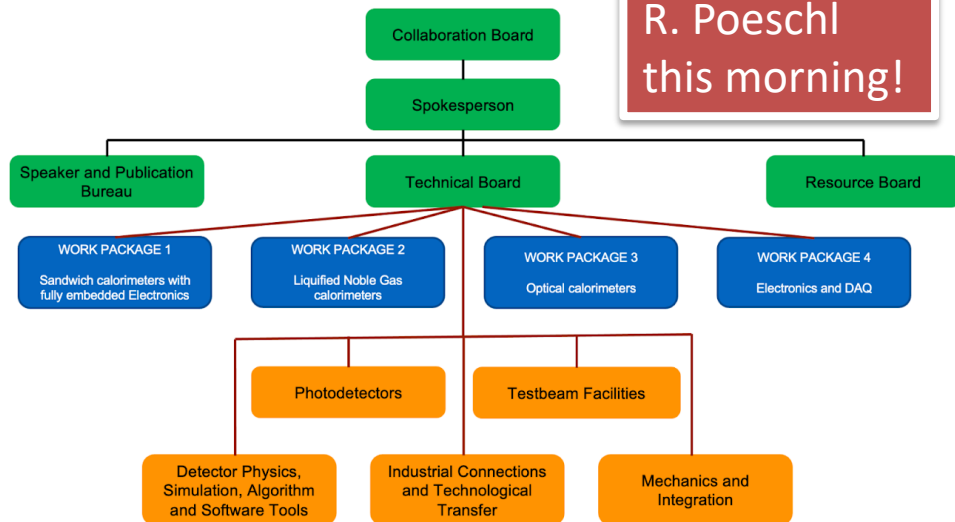 R. Poeschl
this morning!
Collaboration Board
Spokesperson
Speaker and Publication
Bureau
Technical Board
Resource Board
WORK PACKAGE 1
Sandwich calorimeters with
fully embedded Electronics
WORK PACKAGE 2
Liquified Noble Gas
calorimeters
WORK PACKAGE 3
Optical calorimeters
WORK PACKAGE 4
Electronics and DAQ
Photodetectors
Testbeam Facilities
Detector Physics,
Simulation, Algorithm
and Software Tools
Industrial Connections
and Technological
Transfer
Mechanics and
Integration